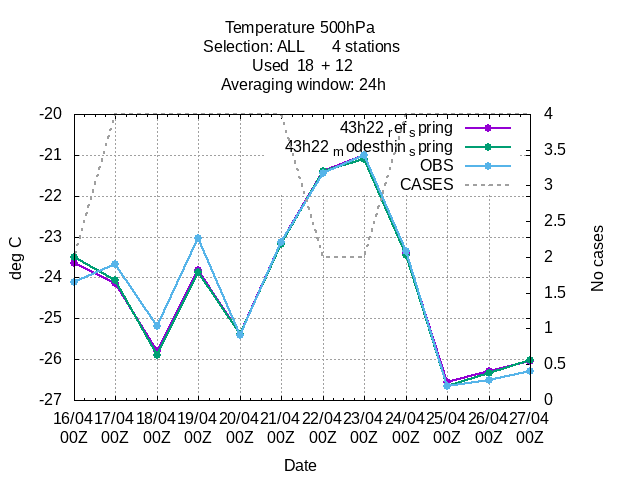 Temperature 500hPa
Selection: ALL 4 stations
Used 18 + 12
Averaging window: 24h
-20
-21
-22
-23
-24
-25
-26
-27
4
3.5
3
2.5
2
1.5
1
0.5
0
deg C
No cases
43h22 refspring
43h22 modesthinspring
OBS
CASES
16/04 17/04 18/04 19/04 20/04 21/04 22/04 23/04 24/04 25/04 26/04 27/04
00Z 00Z 00Z 00Z 00Z 00Z 00Z 00Z 00Z 00Z 00Z 00Z
Date